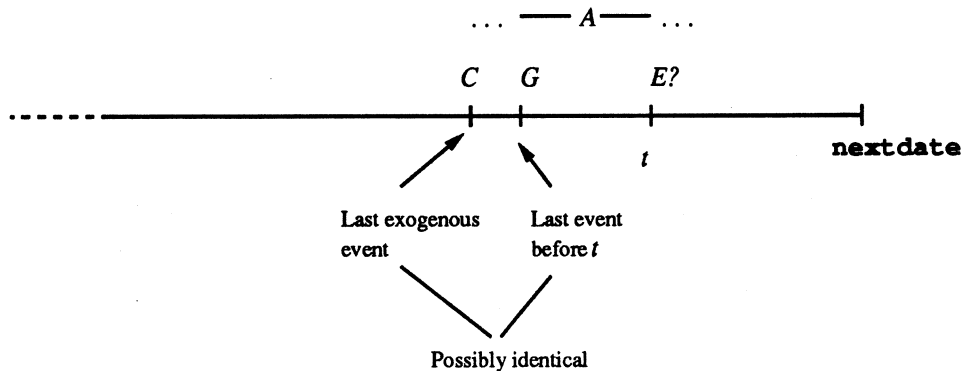 ... A ...
C G E?
t
nextdate
Last exogenous
event
Last event
before t
Possibly identical